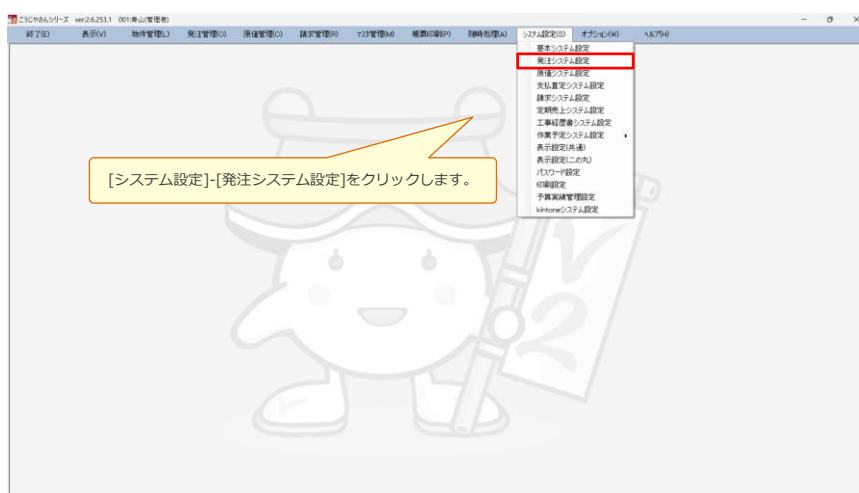 こうじやさんシリーズ ver.2.6.253.1 001:青山(管理者)
終了(E) 表示(V) 物件管理(L) 発注管理(O) 原価管理(C) 請求管理(R) マスタ管理(M) 帳票印刷(P) 随時処理(A) システム設定(S) オプション(W) ヘルプ(H)
基本システム設定
発注システム設定
原価システム設定
支払査定システム設定
請求システム設定
定期売上システム設定
工事経歴書システム設定
作業予定システム設定
表示設定(共通)
表示設定(二の丸)
パスワード設定
印刷設定
予算実績管理設定
kintoneシステム設定
[システム設定]-[発注システム設定]をクリックします。
V2